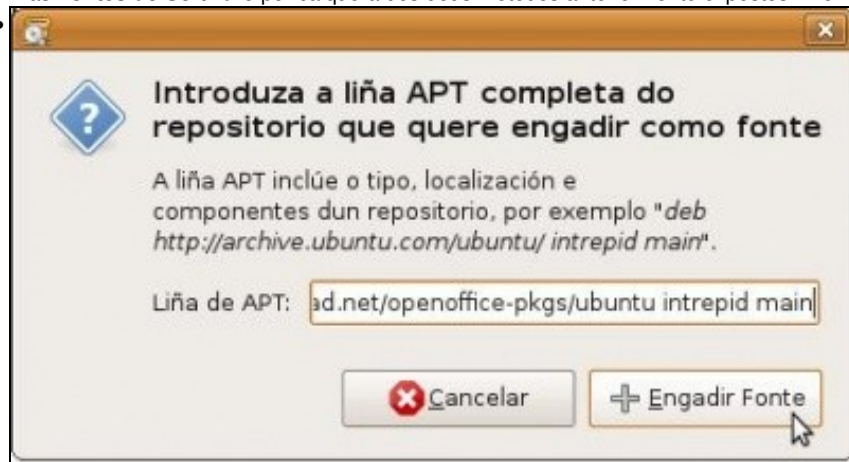 Introduza a liña APT completa do
repositorio que quere engadir como fonte
A liña APT inclúe o tipo, localización e
componentes dun repositorio, por exemplo "deb
http://archive.ubuntu.com/ubuntu/ intrepid main".
Liña de APT: ad.net/openoffice-pkgs/ubuntu intrepid main
Cancelar
Engadir Fonte